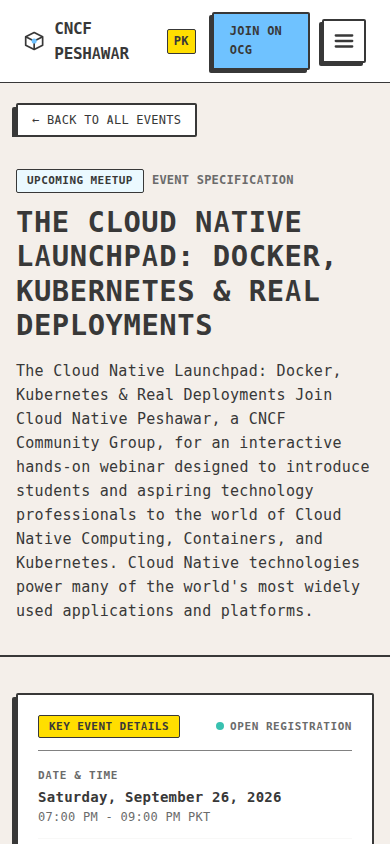 CNCF
PESHAWAR
PK
JOIN ON
OCG
← BACK TO ALL EVENTS
UPCOMING MEETUP EVENT SPECIFICATION
THE CLOUD NATIVE
LAUNCHPAD: DOCKER,
KUBERNETES & REAL
DEPLOYMENTS
The Cloud Native Launchpad: Docker,
Kubernetes & Real Deployments Join
Cloud Native Peshawar, a CNCF
Community Group, for an interactive
hands-on webinar designed to introduce
students and aspiring technology
professionals to the world of Cloud
Native Computing, Containers, and
Kubernetes. Cloud Native technologies
power many of the world's most widely
used applications and platforms.
KEY EVENT DETAILS OPEN REGISTRATION
DATE & TIME
Saturday, September 26, 2026
07:00 PM - 09:00 PM PKT